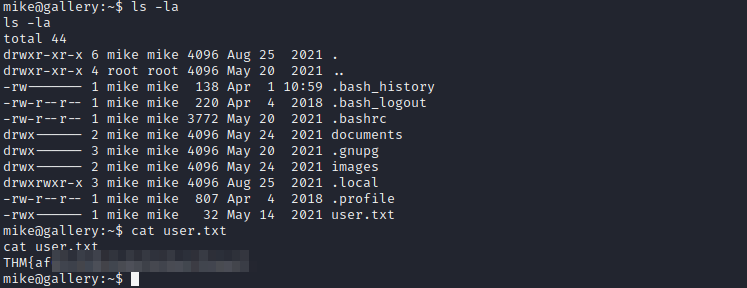 mike@gallery:~$ ls -la
ls -la
total 44
drwxr-xr-x 6 mike mike 4096 Aug 25  2021 .
drwxr-xr-x 4 root root 4096 May 20  2021 ..
-rw------- 1 mike mike  138 Apr  1 10:59 .bash_history
-rw-r--r-- 1 mike mike  220 Apr  4  2018 .bash_logout
-rw-r--r-- 1 mike mike 3772 May 20  2021 .bashrc
drwx------ 2 mike mike 4096 May 24  2021 documents
drwx------ 3 mike mike 4096 May 20  2021 .gnupg
drwx------ 2 mike mike 4096 May 24  2021 images
drwxrwxr-x 3 mike mike 4096 Aug 25  2021 .local
-rw-r--r-- 1 mike mike  807 Apr  4  2018 .profile
-rwx------ 1 mike mike   32 May 14  2021 user.txt
mike@gallery:~$ cat user.txt
cat user.txt
THM{af
mike@gallery:~$